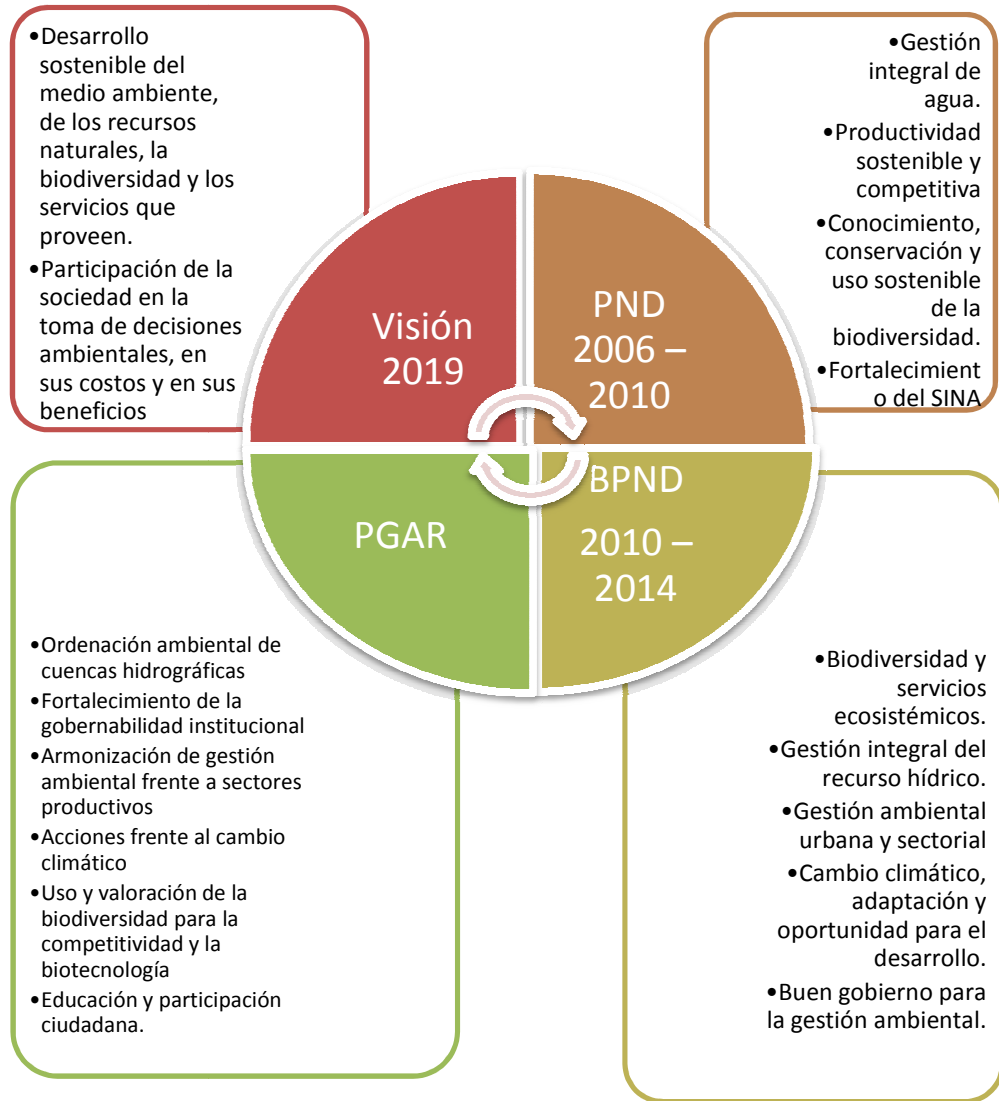 •Desarrollo
sostenible del
medio ambiente,
de los recursos
naturales, la
biodiversidad y los
servicios que
proveen.
•Participación de la
sociedad en la
toma de decisiones
ambientales, en
sus costos y en sus
beneficios
•Gestión
integral de
agua.
•Productividad
sostenible y
competitiva
•Conocimiento,
conservación y
uso sostenible
de la
biodiversidad.
•Fortalecimient
o del SINA
Visión
2019
PND
2006 –
2010
PGAR
BPND
2010 –
2014
•Ordenación ambiental de
cuencas hidrográficas
•Fortalecimiento de la
gobernabilidad institucional
•Armonización de gestión
ambiental frente a sectores
productivos
•Acciones frente al cambio
climático
•Uso y valoración de la
biodiversidad para la
competitividad y la
biotecnología
•Educación y participación
ciudadana.
•Biodiversidad y
servicios
ecosistémicos.
•Gestión integral del
recurso hídrico.
•Gestión ambiental
urbana y sectorial
•Cambio climático,
adaptación y
oportunidad para el
desarrollo.
•Buen gobierno para
la gestión ambiental.